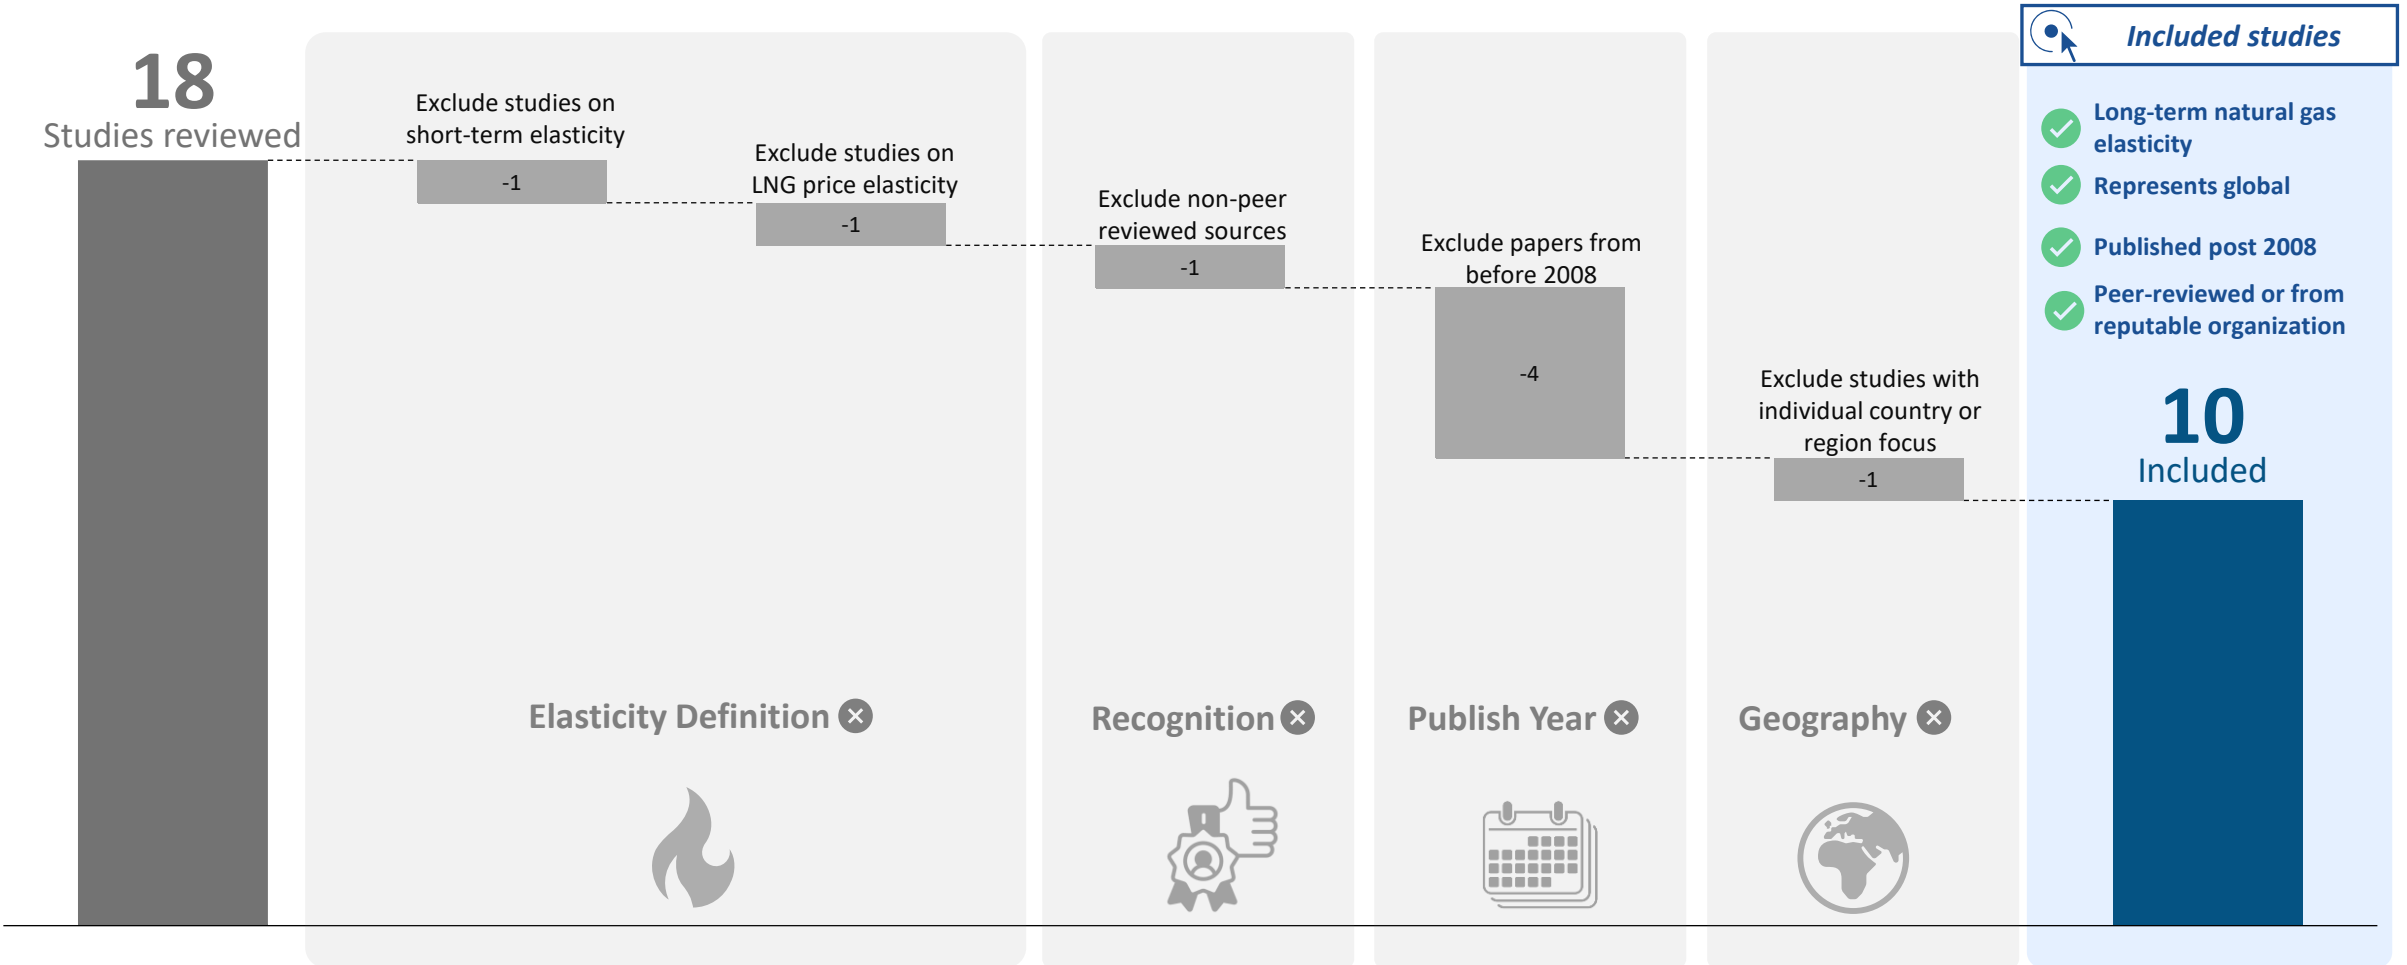 18
Studies reviewed
Exclude studies on
short-term elasticity
-1
Exclude studies on
LNG price elasticity
-1
Elasticity Definition
Exclude non-peer
reviewed sources
-1
Recognition
Exclude papers from
before 2008
-4
Publish Year
Exclude studies with
individual country or
region focus
-1
Geography
Included studies
Long-term natural gas
elasticity
Represents global
Published post 2008
Peer-reviewed or from
reputable organization
10
Included